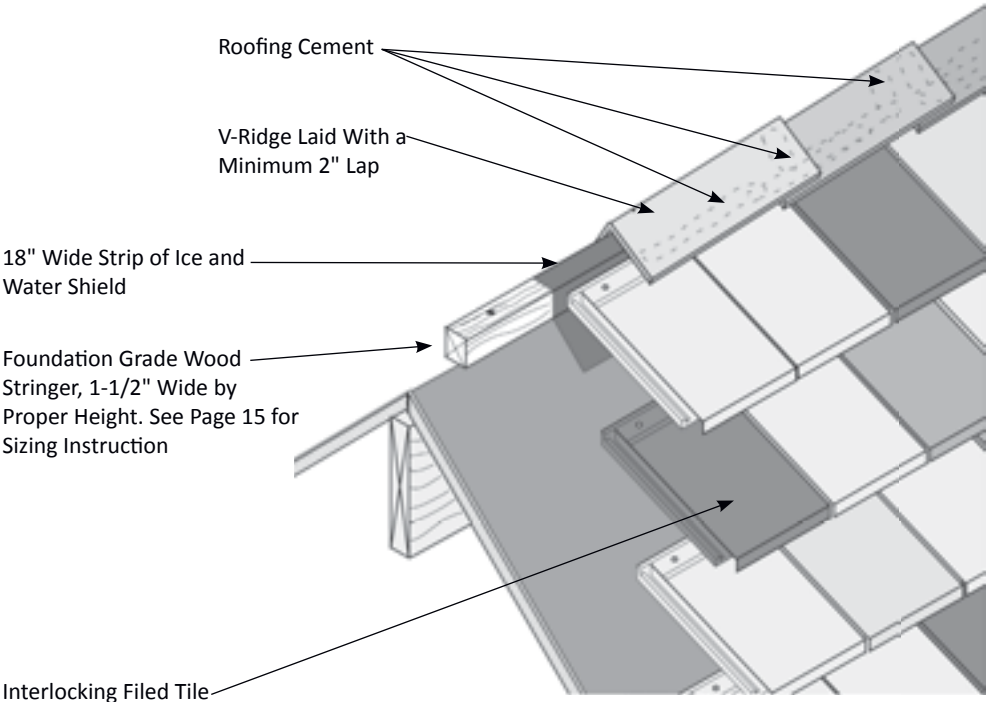 Roofing Cement
V-Ridge Laid With a
Minimum 2" Lap
18" Wide Strip of Ice and
Water Shield
Foundation Grade Wood
Stringer, 1-1/2" Wide by
Proper Height. See Page 15 for
Sizing Instruction
Interlocking Filed Tile